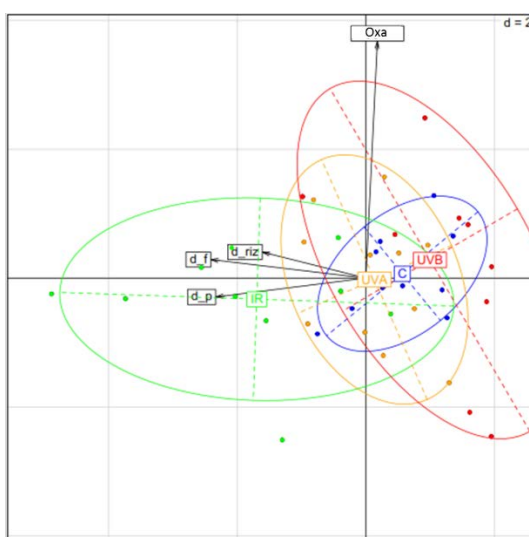 d = 2
Oxa
d_riz
d_f
UVB
C
UVA
d_p
IR